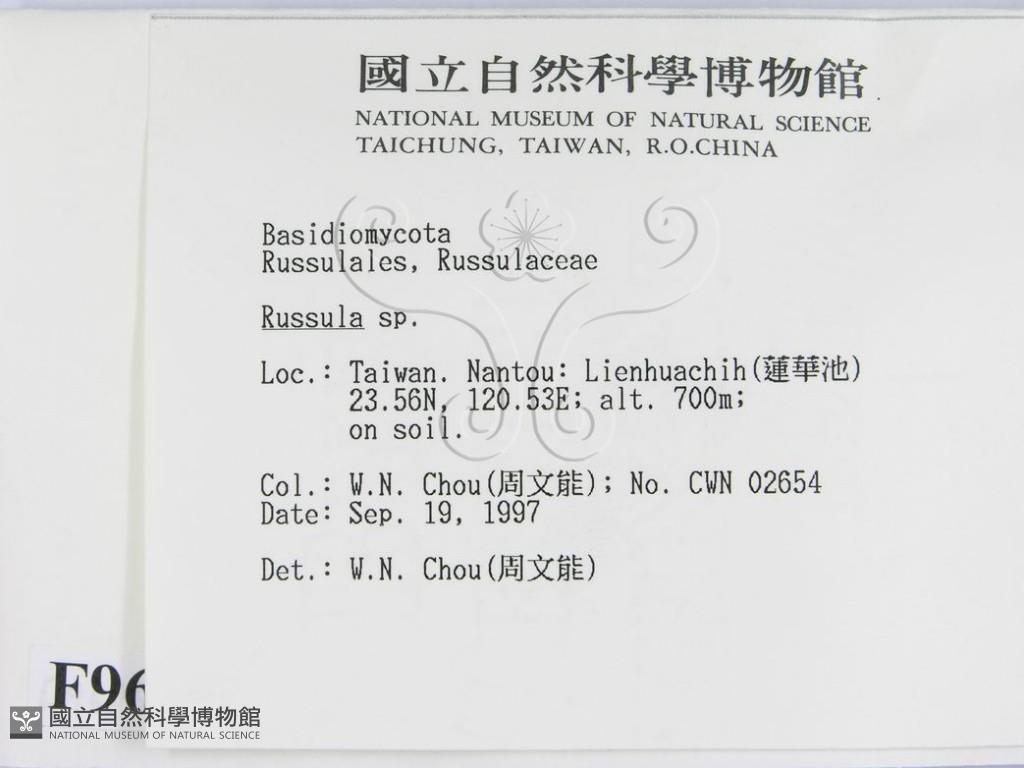 國立自然科學博物館
NATIONAL MUSEUM OF NATURAL SCIENCE
TAICHUNG, TAIWAN, R.O.CHINA
Basidiomycota
Russulales, Russulaceae
Russula sp.
Loc.: Taiwan. Nantou: Lienhuachih(蓮華池)
23.56N, 120.53E; alt. 700m;
on soil.
Col.: W.N. Chou(周文能); No. CWN 02654
Date: Sep. 19, 1997
Det.: W.N. Chou(周文能)
F96
國立自然科學博物館
NATIONAL MUSEUM OF NATURAL SCIENCE